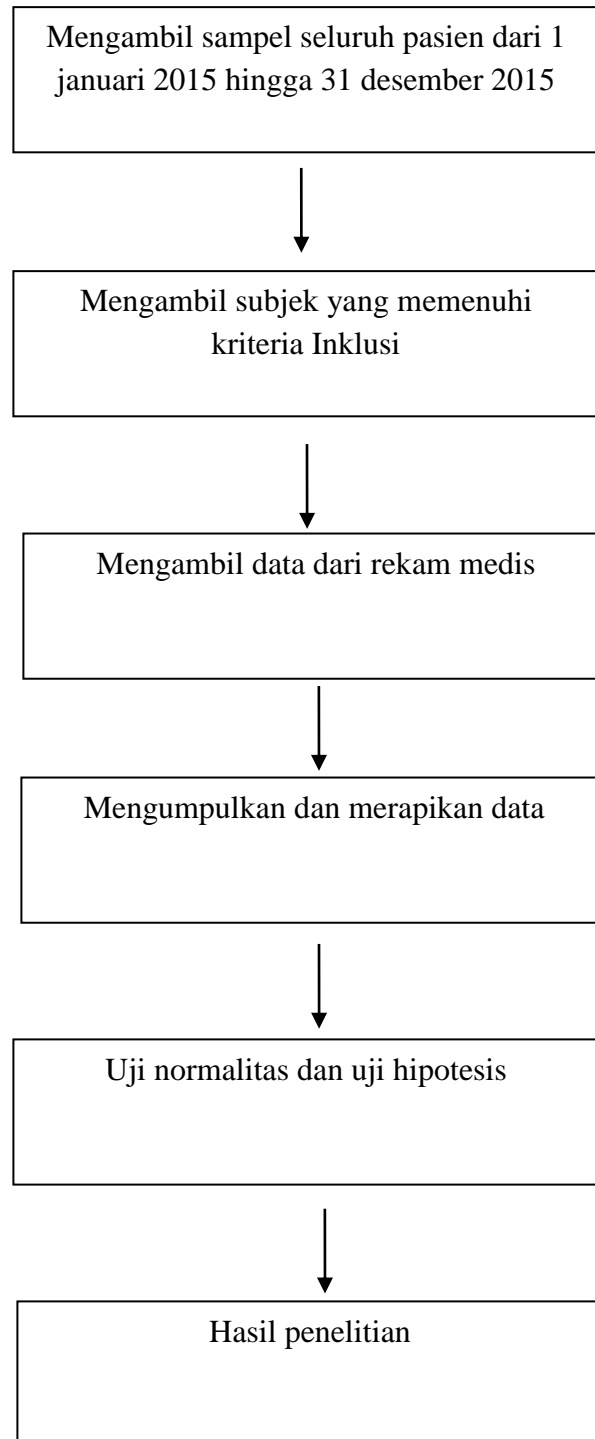 Mengambil sampel seluruh pasien dari 1
januari 2015 hingga 31 desember 2015
Mengambil subjek yang memenuhi
kriteria Inklusi
Mengambil data dari rekam medis
Mengumpulkan dan merapikan data
Uji normalitas dan uji hipotesis
Hasil penelitian